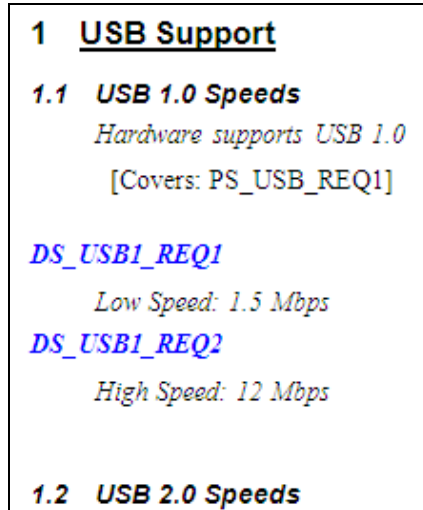 1 USB Support
1.1 USB 1.0 Speeds
Hardware supports USB 1.0
[Covers: PS_USB_REQ1]
DS_USB1_REQ1
Low Speed: 1.5 Mbps
DS_USB1_REQ2
High Speed: 12 Mbps
1.2 USB 2.0 Speeds